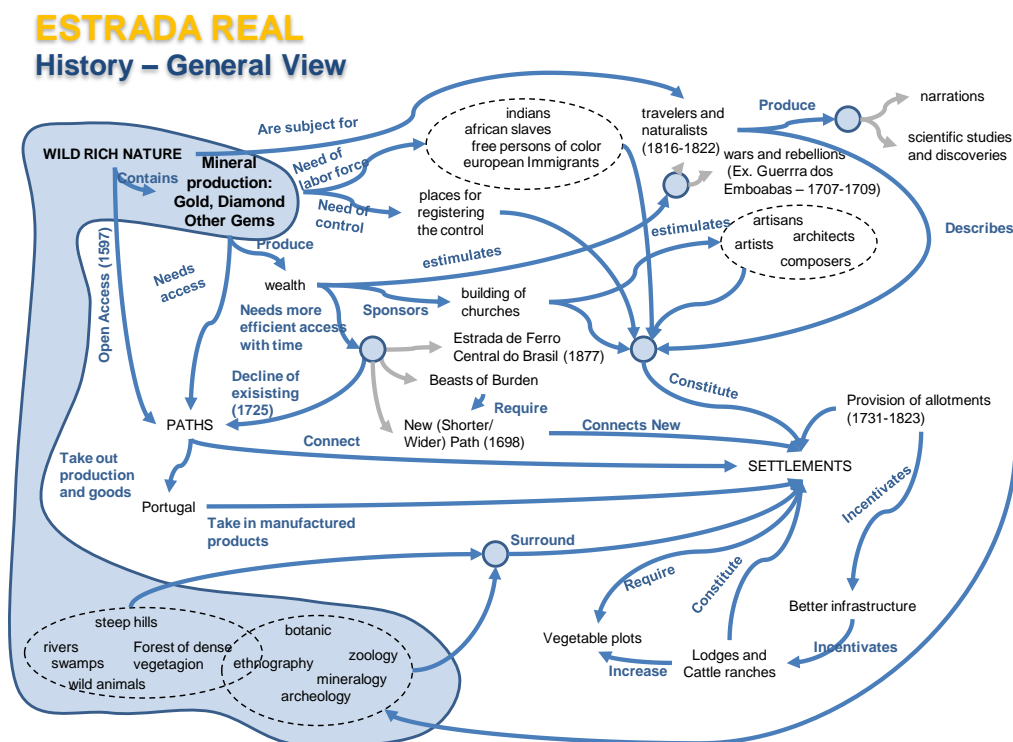 ESTRADA REAL
History – General View
Are subject for
indians
african slaves
free persons of color
european Immigrants
travelers and
naturalists
(1816-1822)
Produce
narrations
scientific studies
and discoveries
WILD RICH NATURE
Contains
Mineral
production:
Gold, Diamond
Other Gems
Need of
labor force
Need of
control
places for
registering
the control
wars and rebellions
(Ex. Guerrra dos
Emboabas – 1707-1709)
estimulates
artisans
architects
artists
composers
Describes
Open Access (1597)
Needs
access
Produce
wealth
estimulates
Sponsors
building of
churches
Needs more
efficient access
with time
Estrada de Ferro
Central do Brasil (1877)
Beasts of Burden
Require
New (Shorter/
Wider) Path (1698)
Decline of
exisisting
(1725)
Constitute
Provision of allotments
(1731-1823)
PATHS
Connect
Connects New
SETTLEMENTS
Take out
production
and goods
Portugal
Take in manufactured
products
Incentivates
Surround
Require
Constitute
Better infrastructure
Incentivates
Vegetable plots
Increase
Lodges and
Cattle ranches
steep hills
rivers
swamps
Forest of dense
vegetagion
wild animals
botanic
zoology
ethnography
mineralogy
archeology